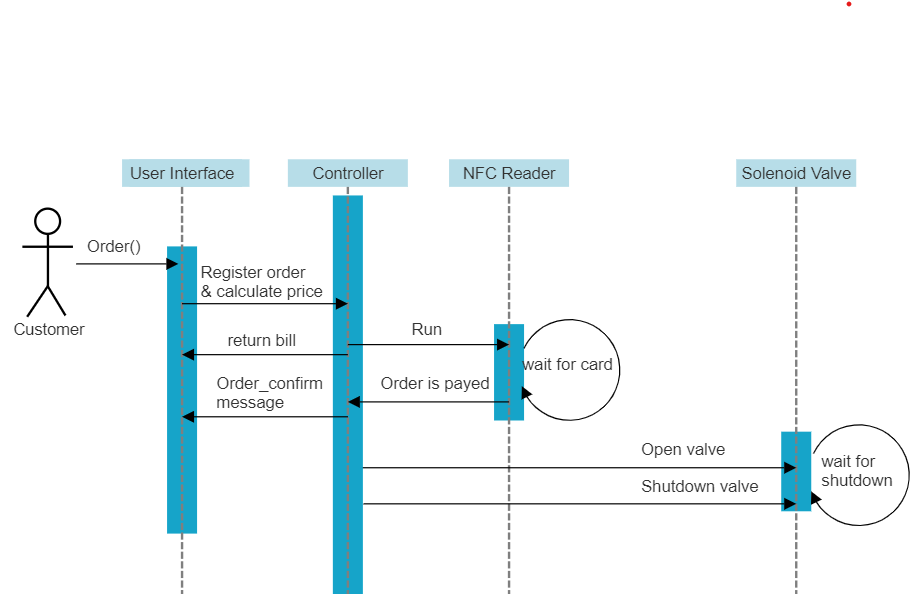 User Interface
Controller
NFC Reader
Solenoid Valve
Order()
Customer
Register order
& calculate price
return bill
Run
wait for card
Order_confirm
message
Order is payed
Open valve
wait for
shutdown
Shutdown valve